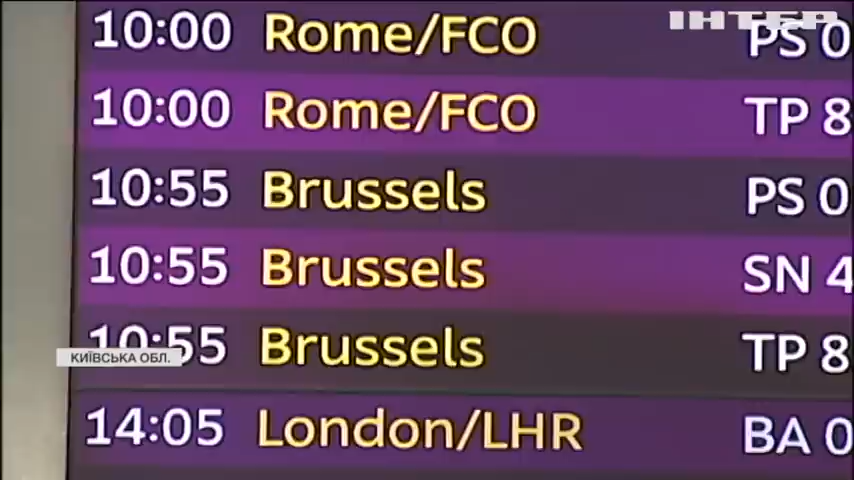 ІНТЕР
10:00 Rome/FCO PS 0
10:00 Rome/FCO TP 8
10:55 Brussels PS 0
10:55 Brussels SN 4
10:55 Brussels TP 8
КИЇВСЬКА ОБЛ.
14:05 London/LHR BA 0